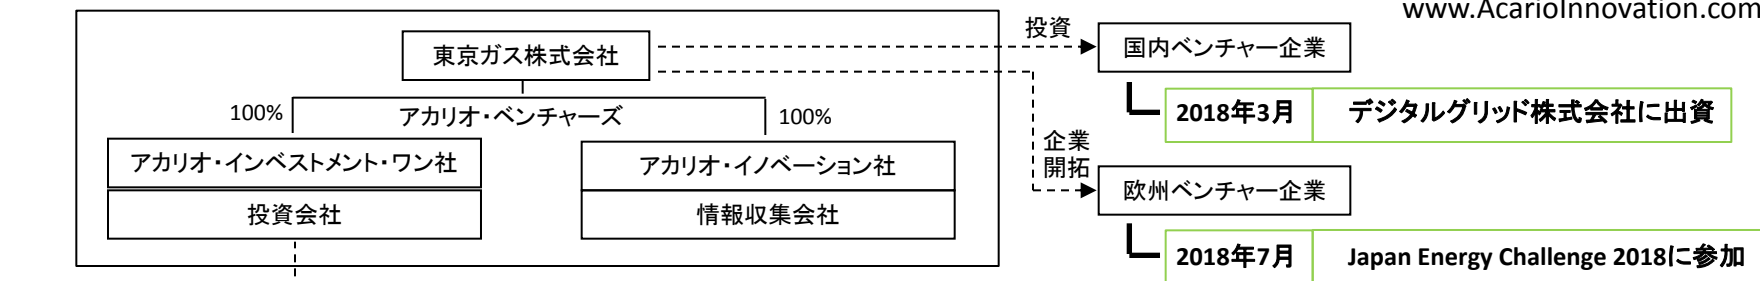 www.AcarioInnovation.com
東京ガス株式会社
投資
国内ベンチャー企業
100%
アカリオ・ベンチャーズ
100%
2018年3月
デジタルグリッド株式会社に出資
アカリオ・インベストメント・ワン社
アカリオ・イノベーション社
企業
開拓
欧州ベンチャー企業
投資会社
情報収集会社
2018年7月
Japan Energy Challenge 2018に参加